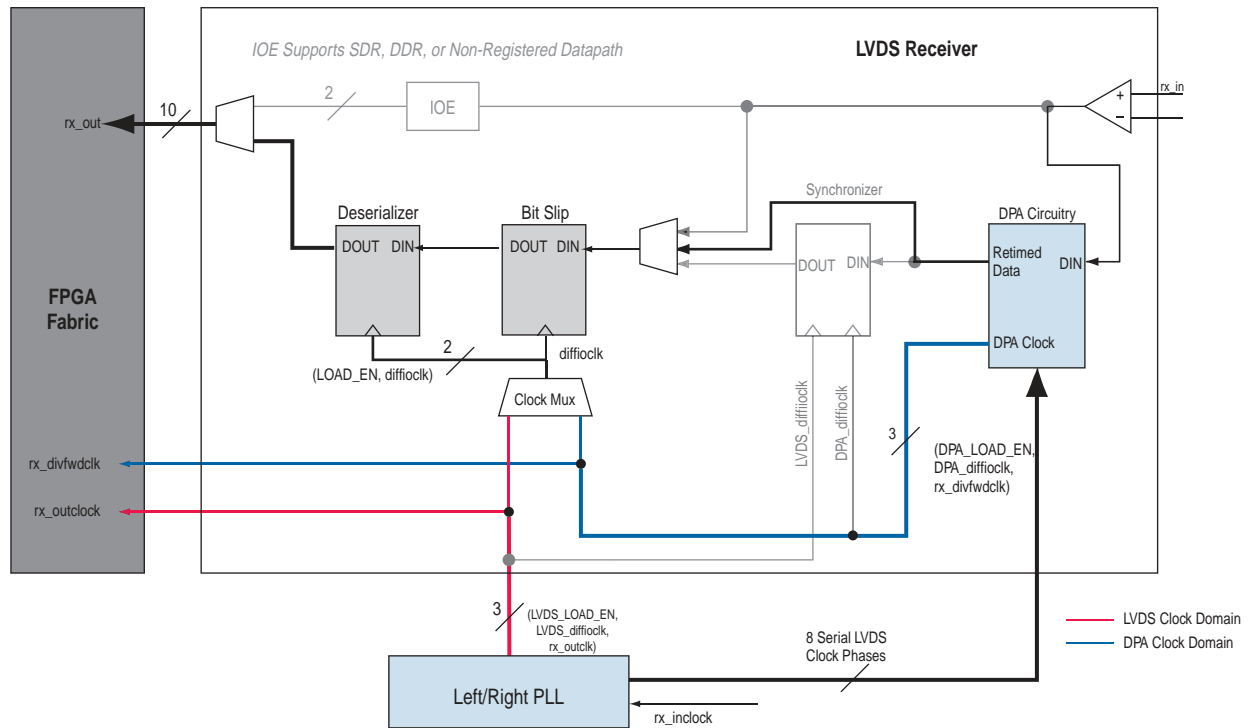 IOE Supports SDR, DDR, or Non-Registered Datapath
LVDS Receiver
2
IOE
+
–
rx_in
10
rx_out
Synchronizer
Deserializer
Bit Slip
DPA Circuitry
DOUT DIN
DOUT DIN
DOUT
DIN
Retimed
Data
DIN
FPGA
Fabric
DPA Clock
2
diffioclk
(LOAD_EN, diffioclk)
Clock Mux
LVDS_diffiioclk
DPA_diffioclk
3
(DPA_LOAD_EN,
DPA_diffioclk,
rx_divfwdclk)
rx_divfwdclk
rx_outclock
3
(LVDS_LOAD_EN,
LVDS_diffioclk,
rx_outclk)
8 Serial LVDS
Clock Phases
LVDS Clock Domain
DPA Clock Domain
Left/Right PLL
rx_inclock